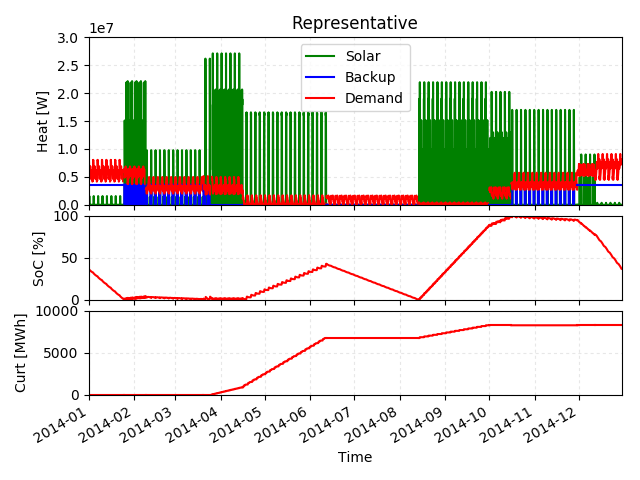 Representative
1e7
3.0
2.5
2.0
1.5
1.0
0.5
0.0
Heat [W]
Solar
Backup
Demand
100
50
0
SoC [%]
10000
5000
0
Curt [MWh]
2014-01
2014-02
2014-03
2014-04
2014-05
2014-06
2014-07
2014-08
2014-09
2014-10
2014-11
2014-12
Time